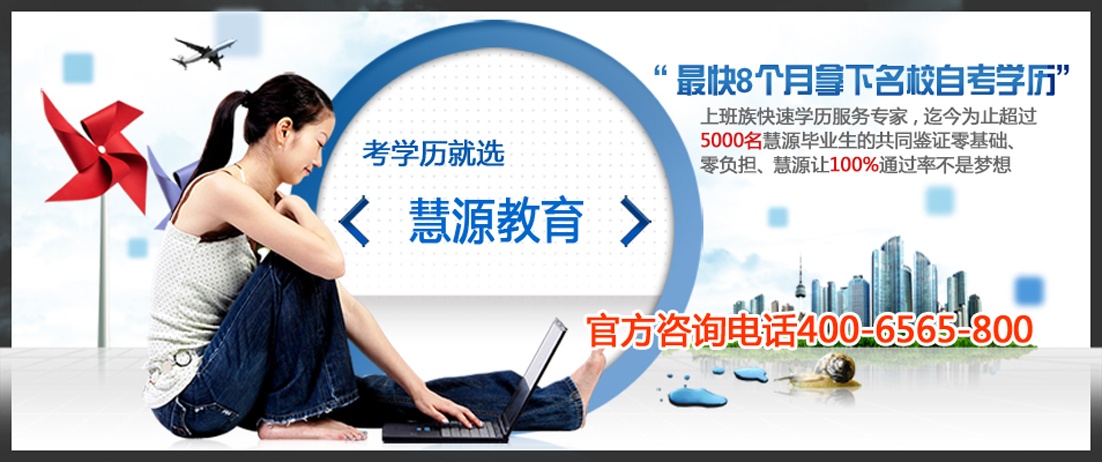 考学历就选
慧源教育
“最快8个月拿下名校自考学历”
上班族快速学历服务专家，迄今为止超过
5000名慧源毕业生的共同鉴证零基础、
零负担、慧源让100%通过率不是梦想
官方咨询电话400-6565-800